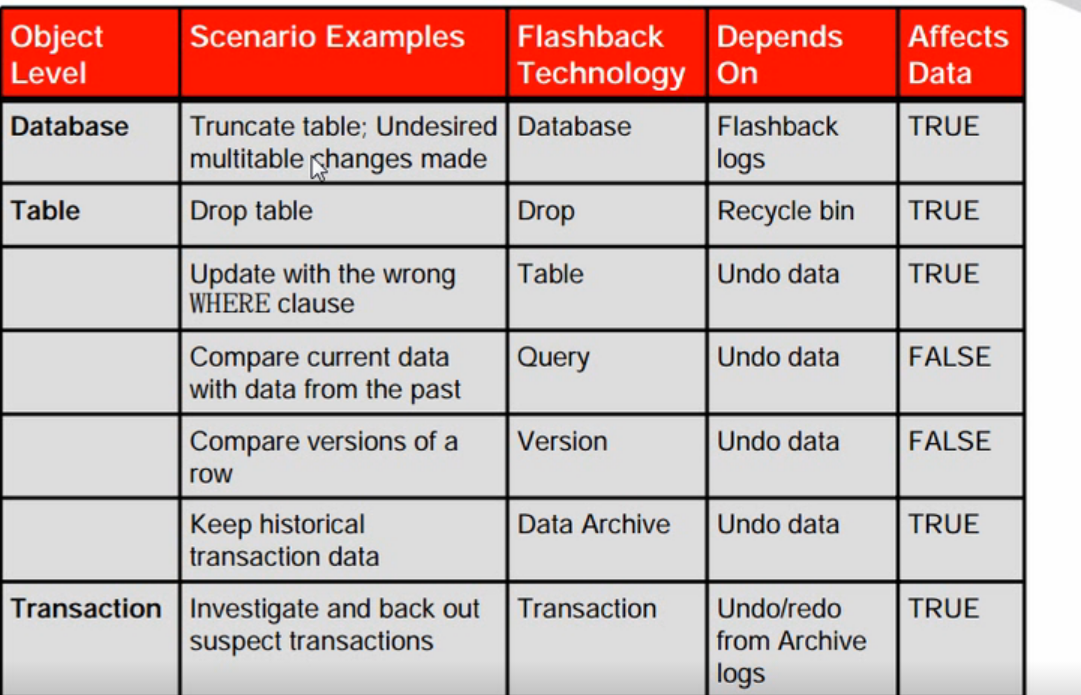 Object Level
Scenario Examples
Flashback Technology
Depends On
Affects Data
Database
Truncate table; Undesired
multitable changes made
Database
Flashback
logs
TRUE
Table
Drop table
Drop
Recycle bin
TRUE
Update with the wrong
WHERE clause
Table
Undo data
TRUE
Compare current data
with data from the past
Query
Undo data
FALSE
Compare versions of a
row
Version
Undo data
FALSE
Keep historical
transaction data
Data Archive
Undo data
TRUE
Transaction
Investigate and back out
suspect transactions
Transaction
Undo/redo
from Archive
logs
TRUE